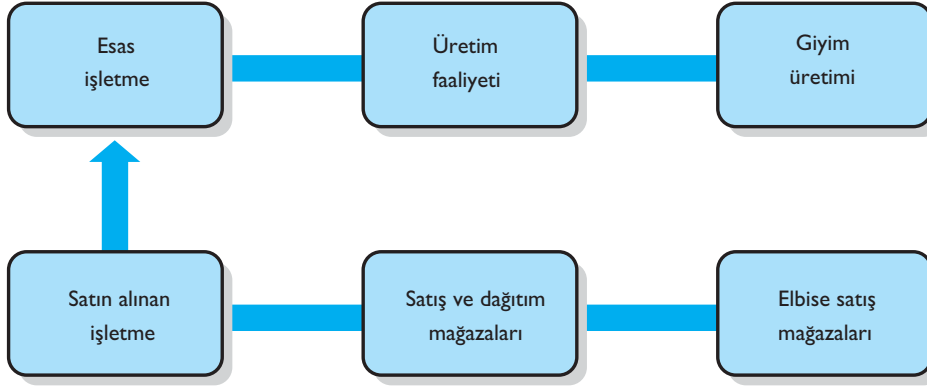 Esas
işletme
Üretim
faaliyeti
Giyim
üretimi
Satın alınan
işletme
Satış ve dağıtım
mağazaları
Elbise satış
mağazaları